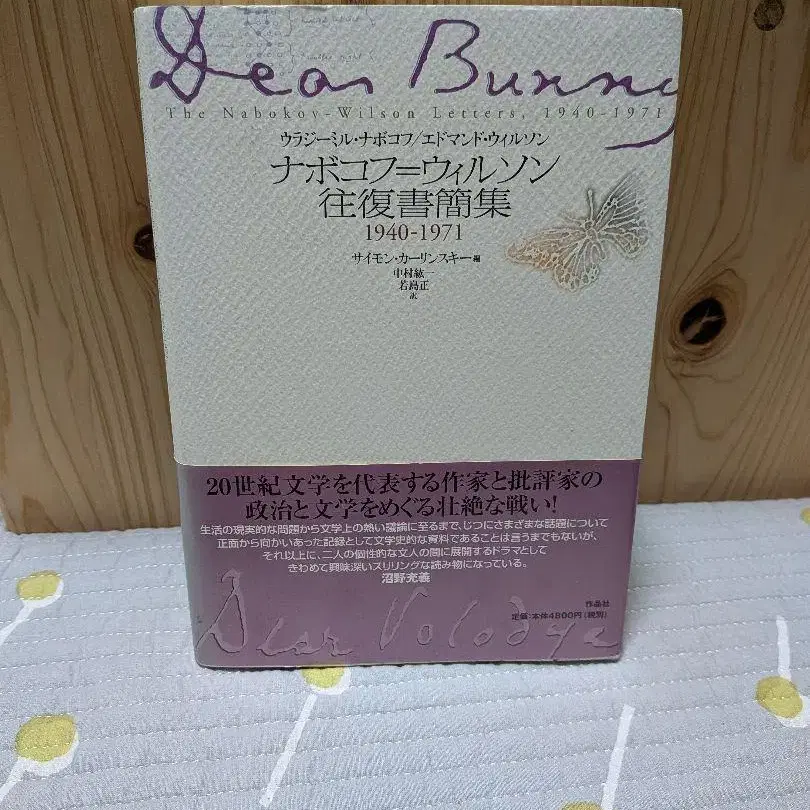 Dear Bunny
The Nabokov-Wilson Letters, 1940-1971
ウラジーミル・ナボコフ/エドマンド・ウィルソン
ナボコフ=ウィルソン
往復書簡集
1940-1971
サイモン・カーリンスキー編
中村紘一
若島正
訳
20世紀文学を代表する作家と批評家の
政治と文学をめぐる壮絶な戦い!
生活の現実的な問題から文学上の熱い議論に至るまで、じつにさまざまな話題について
正面から向かいあった記録として文学史的な資料であることは言うまでもないが、
それ以上に、二人の個性的な文人の間に展開するドラマとして
きわめて興味深いスリリングな読み物になっている。
沼野充義
作品社
定価:本体4800円(税別)
Dear Volodya